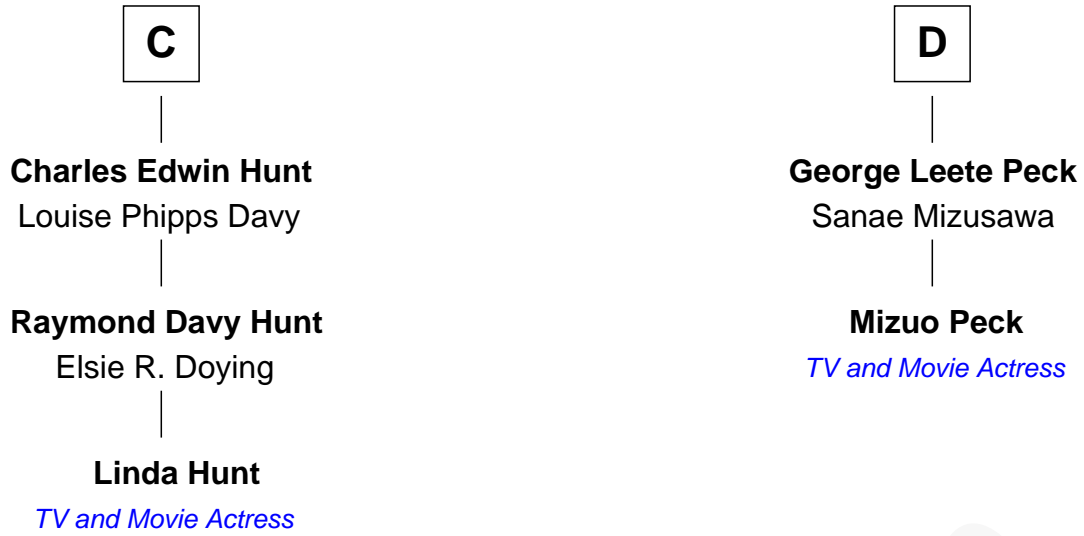 C
Charles Edwin Hunt
Louise Phipps Davy
Raymond Davy Hunt
Elsie R. Doying
Linda Hunt
TV and Movie Actress
D
George Leete Peck
Sanae Mizusawa
Mizuo Peck
TV and Movie Actress